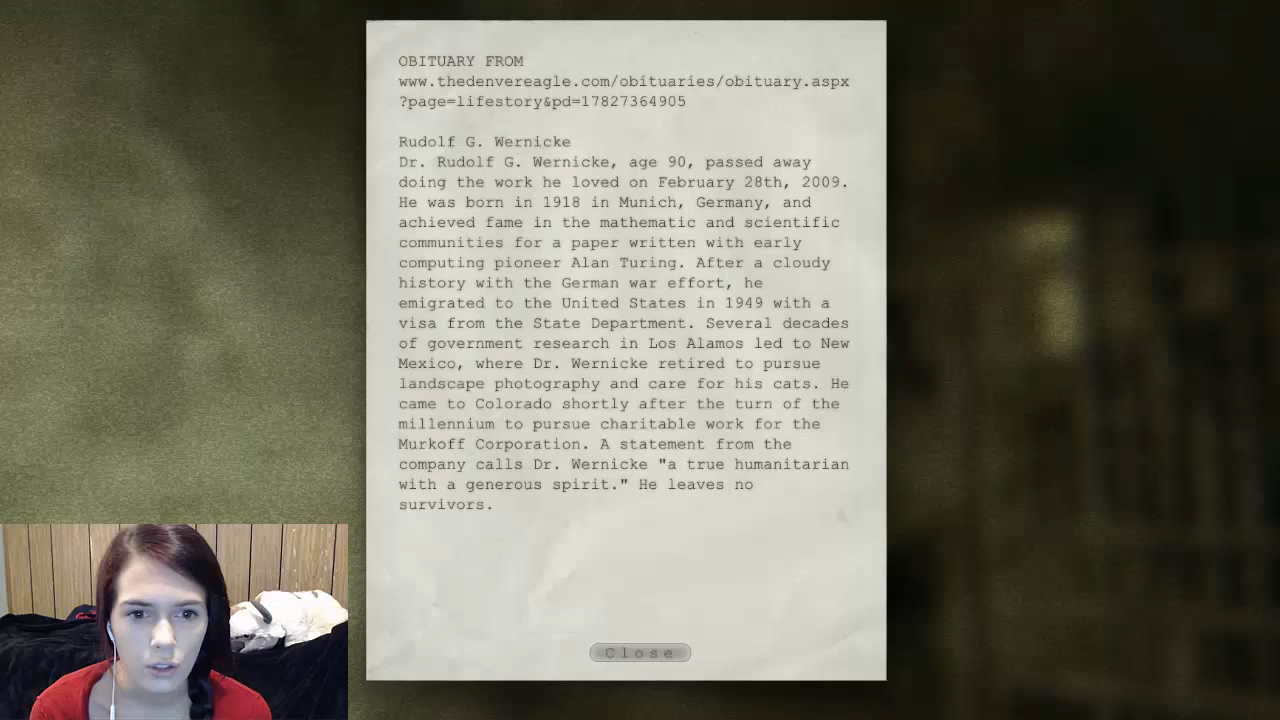 OBITUARY FROM
www.thedenvereagle.com/obituaries/obituary.aspx
?page=lifestory&pd=17827364905
Rudolf G. Wernicke
Dr. Rudolf G. Wernicke, age 90, passed away
doing the work he loved on February 28th, 2009.
He was born in 1918 in Munich, Germany, and
achieved fame in the mathematic and scientific
communities for a paper written with early
computing pioneer Alan Turing. After a cloudy
history with the German war effort, he
emigrated to the United States in 1949 with a
visa from the State Department. Several decades
of government research in Los Alamos led to New
Mexico, where Dr. Wernicke retired to pursue
landscape photography and care for his cats. He
came to Colorado shortly after the turn of the
millennium to pursue charitable work for the
Murkoff Corporation. A statement from the
company calls Dr. Wernicke "a true humanitarian
with a generous spirit." He leaves no
survivors.
Close